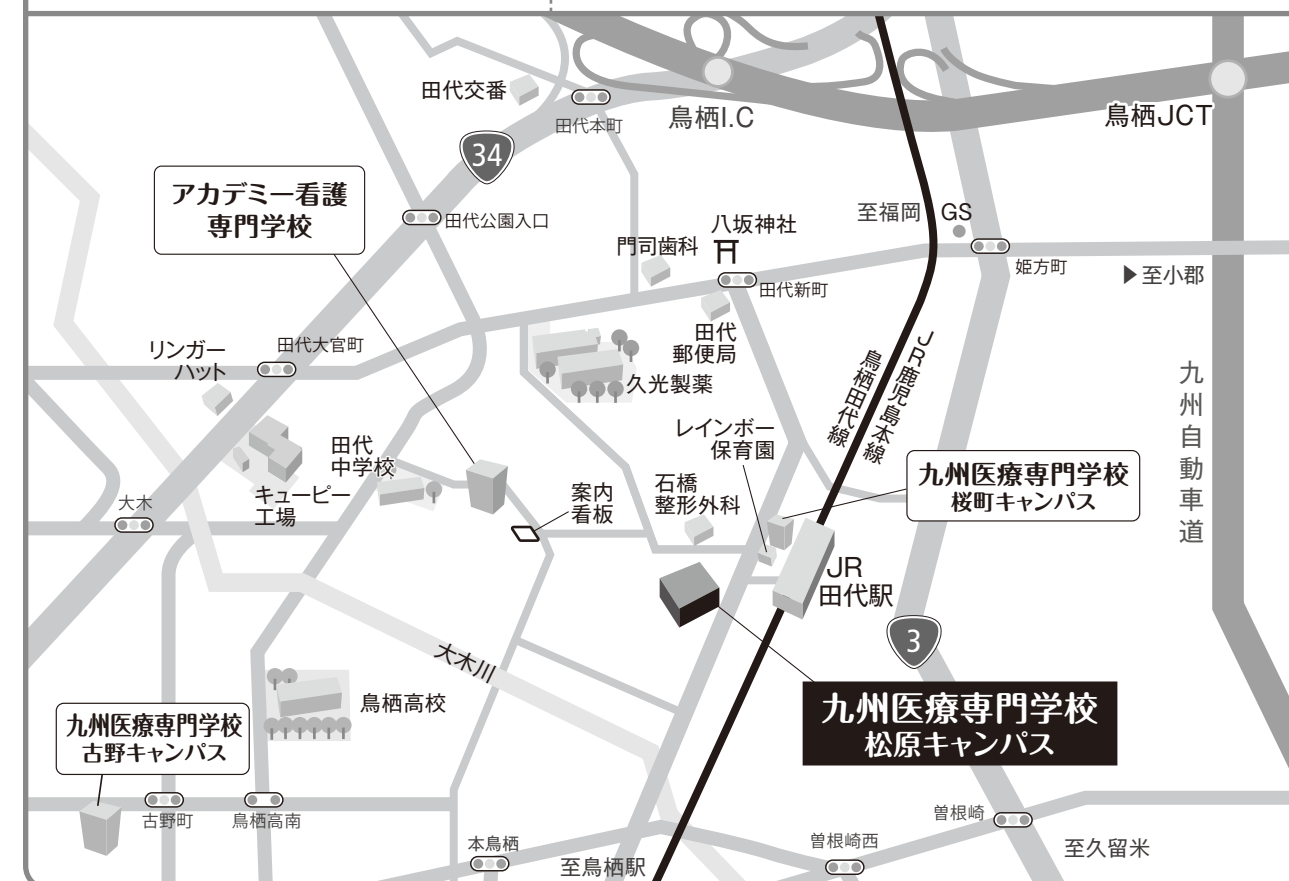 田代交番
田代本町
鳥栖I.C
鳥栖JCT
34
アカデミー看護
専門学校
田代公園入口
至福岡
GS
八坂神社
門司歯科
姫方町
▶至小郡
田代新町
田代
郵便局
リンガー
ハット
田代大官町
久光製薬
JR鹿児島本線
鳥栖田代線
九州自動車道
レインボー
保育園
田代
中学校
石橋
整形外科
九州医療専門学校
桜町キャンパス
キューピー
工場
大木
案内
看板
JR
田代駅
3
大木川
鳥栖高校
九州医療専門学校
松原キャンパス
九州医療専門学校
古野キャンパス
古野町
鳥栖高南
本鳥栖
至鳥栖駅
曽根崎西
曽根崎
至久留米